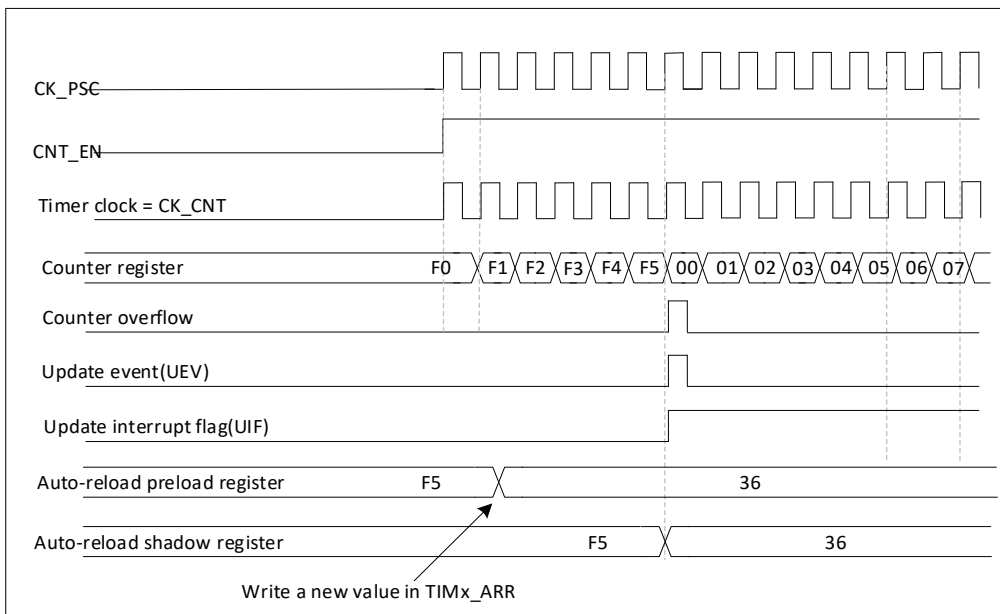 CK_PSC
CNT_EN
Timer clock = CK_CNT
Counter register F0 F1 F2 F3 F4 F5 00 01 02 03 04 05 06 07
Counter overflow
Update event(UEV)
Update interrupt flag(UIF)
Auto-reload preload register F5 36
Auto-reload shadow register F5 36
Write a new value in TIMx_ARR